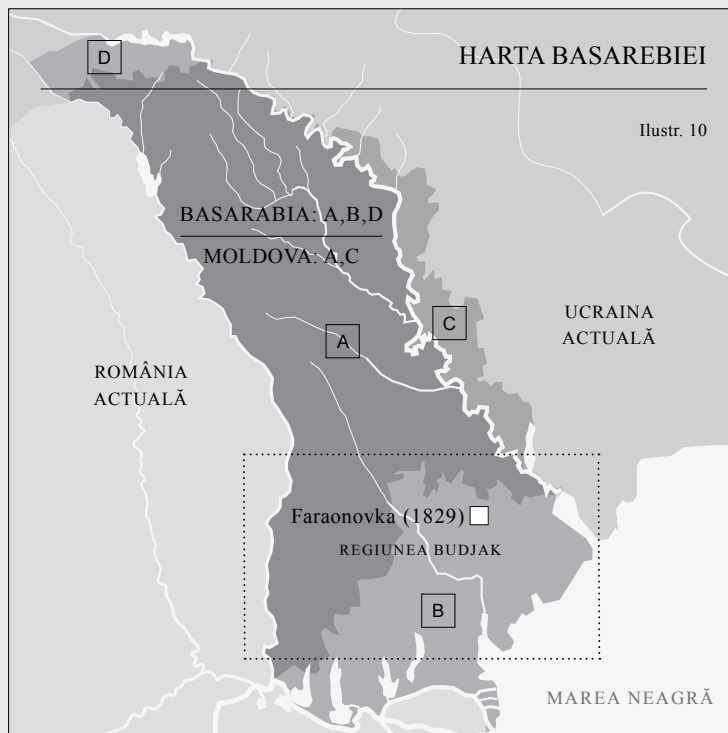 D
HARTA BASAREBIEI
Ilustr. 10
BASARABIA: A,B,D
MOLDOVA: A,C
C
UCRAINA
ACTUALĂ
A
ROMÂNIA
ACTUALĂ
Faraonovka (1829)
REGIUNEA BUDJAK
B
MAREA NEAGRĂ